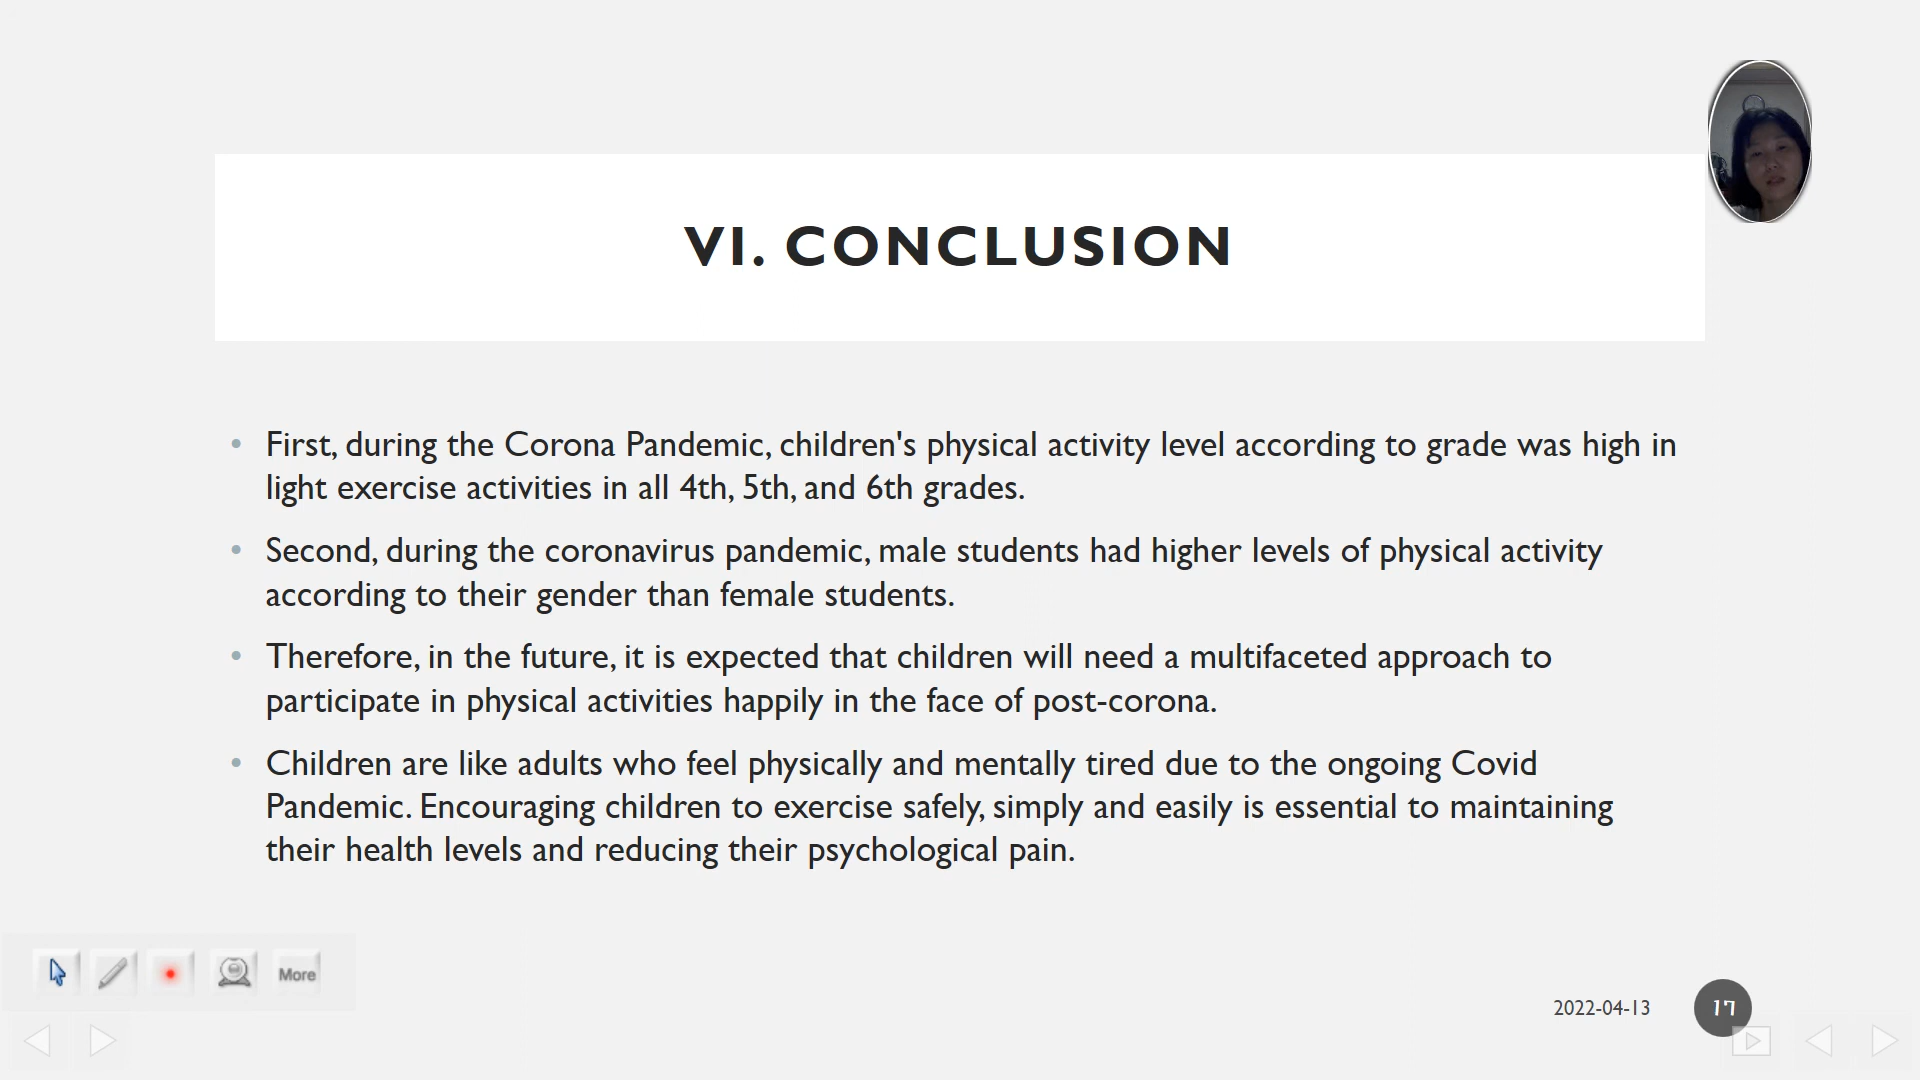 VI. CONCLUSION
• First, during the Corona Pandemic, children's physical activity level according to grade was high in
light exercise activities in all 4th, 5th, and 6th grades.
• Second, during the coronavirus pandemic, male students had higher levels of physical activity
according to their gender than female students.
• Therefore, in the future, it is expected that children will need a multifaceted approach to
participate in physical activities happily in the face of post-corona.
• Children are like adults who feel physically and mentally tired due to the ongoing Covid
Pandemic. Encouraging children to exercise safely, simply and easily is essential to maintaining
their health levels and reducing their psychological pain.
More
2022-04-13
17